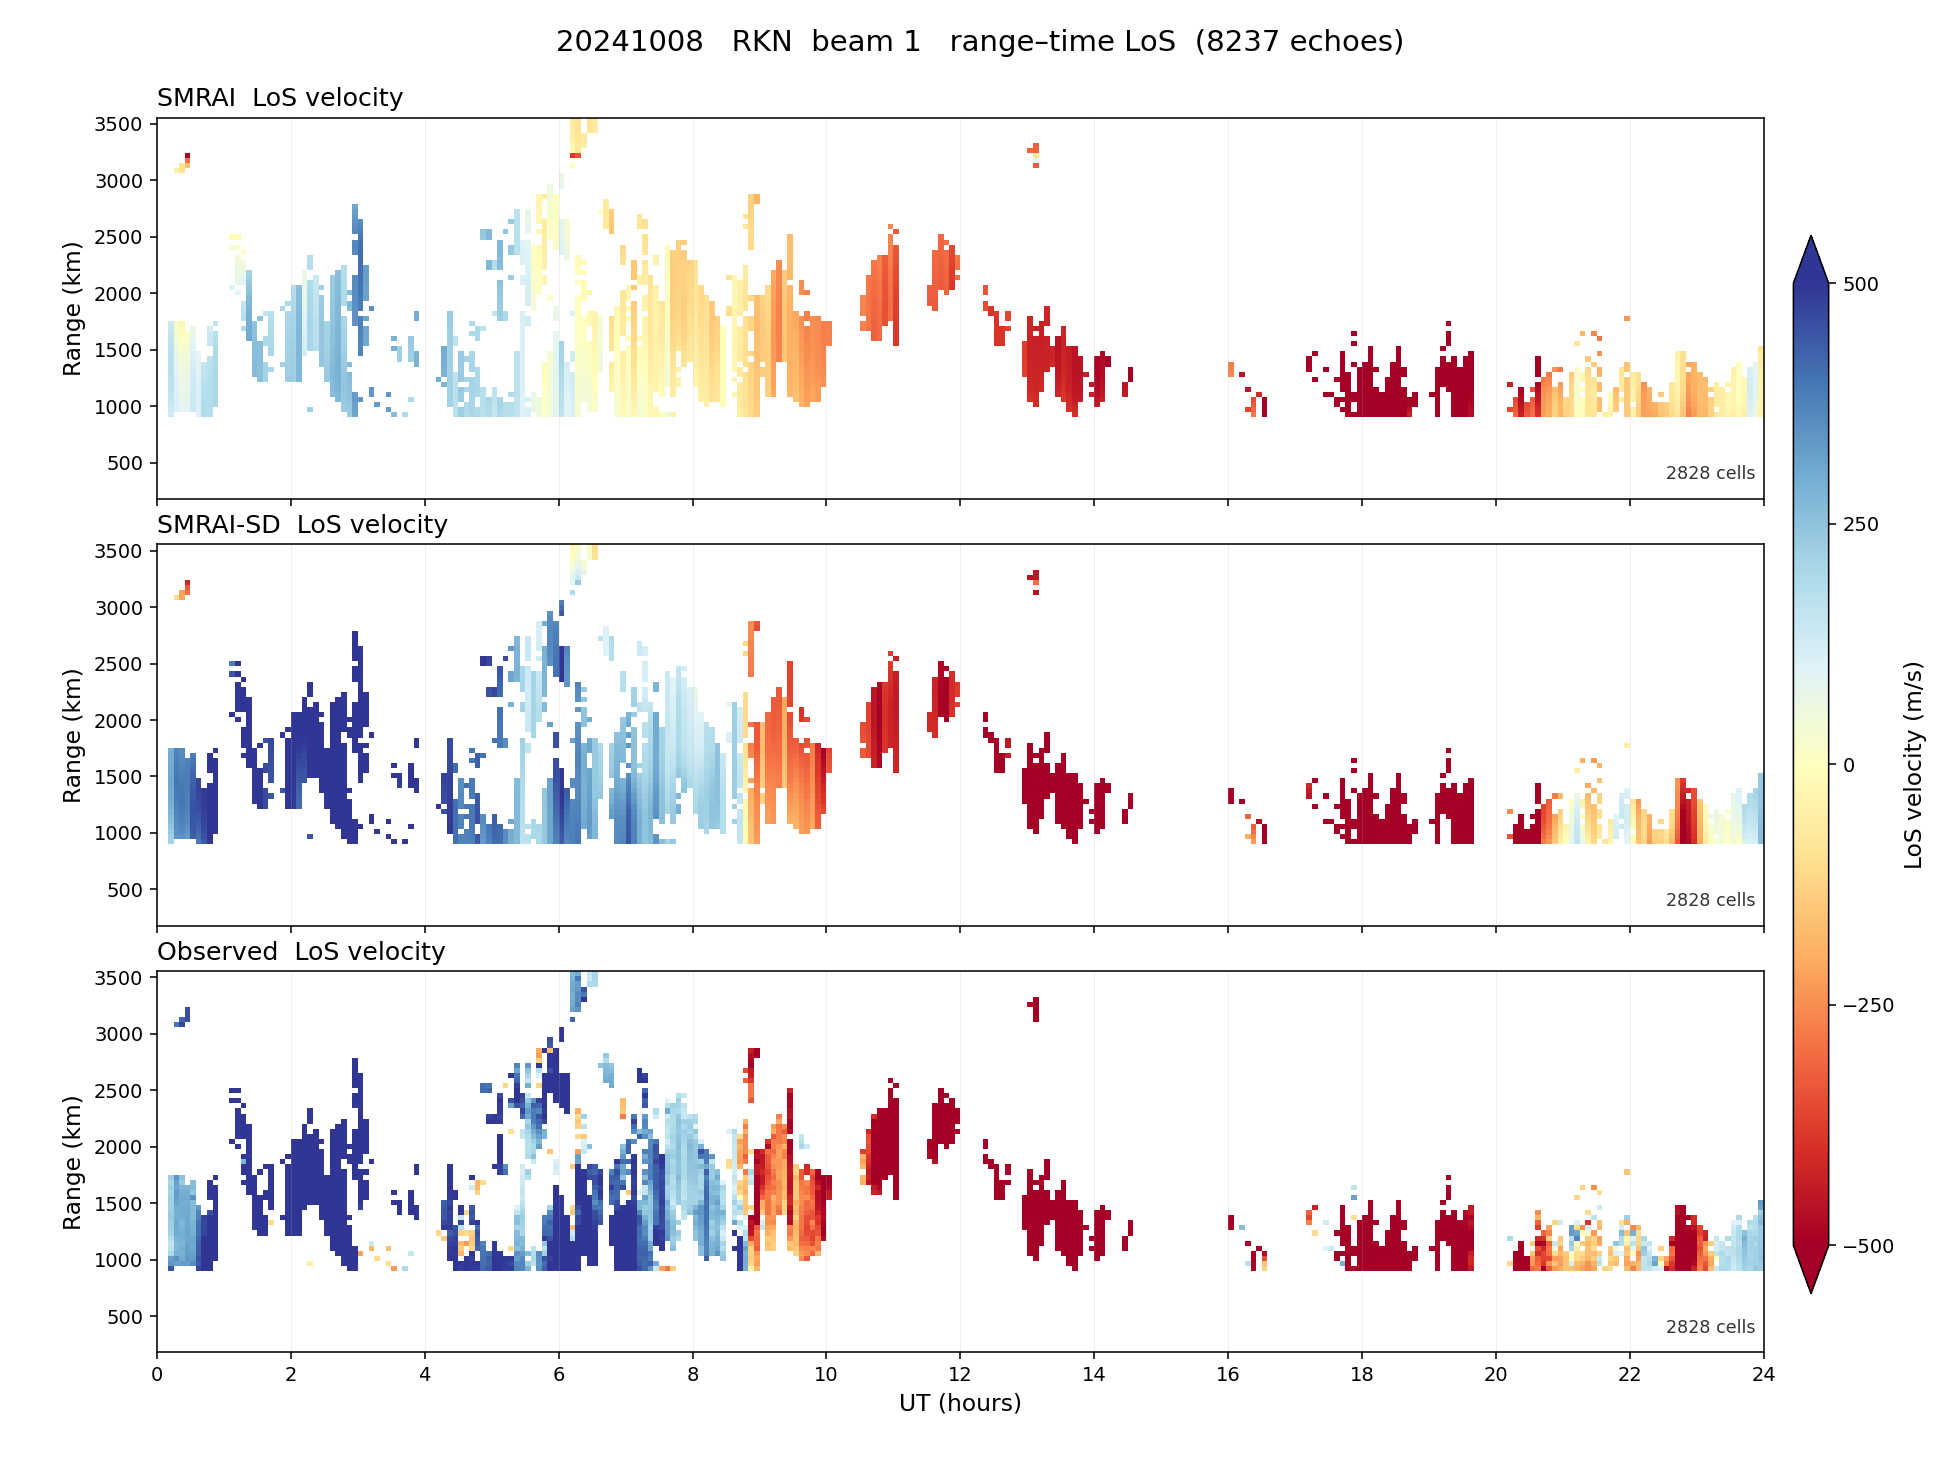 20241008   RKN  beam 1   range–time LoS  (8237 echoes)
SMRAI  LoS velocity
3500
3000
2500
2000
1500
1000
500
Range (km)
2828 cells
SMRAI-SD  LoS velocity
3500
3000
2500
2000
1500
1000
500
Range (km)
2828 cells
Observed  LoS velocity
3500
3000
2500
2000
1500
1000
500
Range (km)
2828 cells
0 2 4 6 8 10 12 14 16 18 20 22 24
UT (hours)
500
250
0
−250
−500
LoS velocity (m/s)